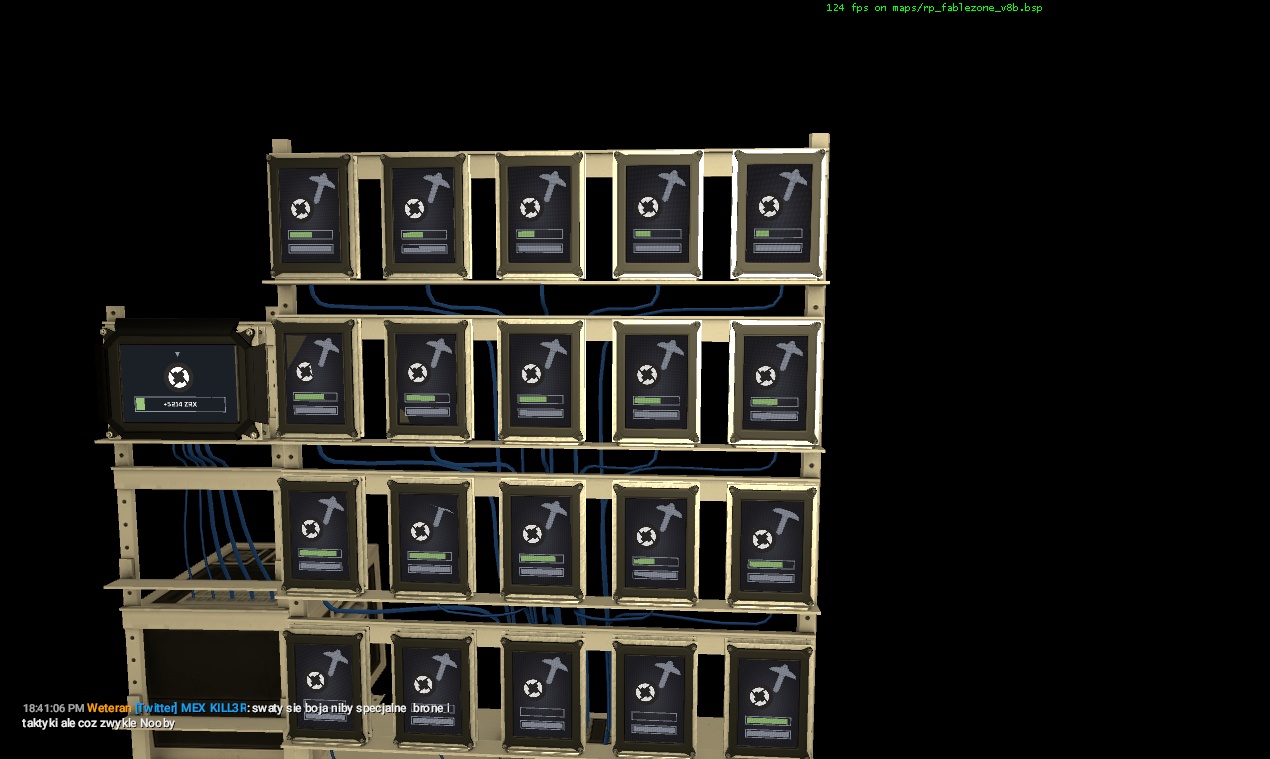 124 fps on maps/rp_fablezone_v8b.bsp
+5214 ZRX
18:41:06 PM Weteran [Twitter] MEX KILL3R: swaty sie boja niby specjalne brone i
taktyki ale coz zwykle Nooby